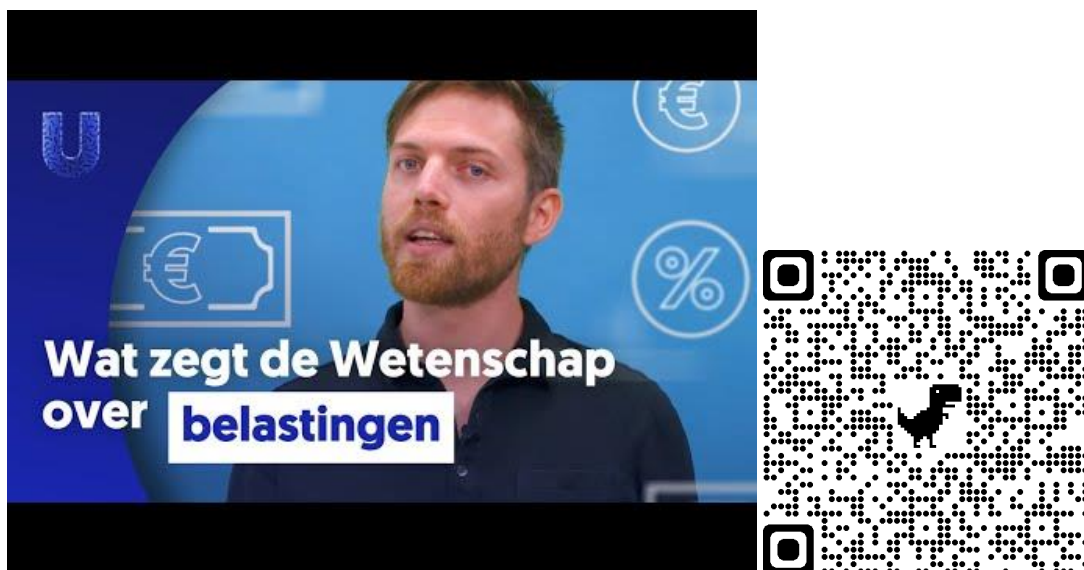 U
€
€
%
Wat zegt de Wetenschap
over belastingen